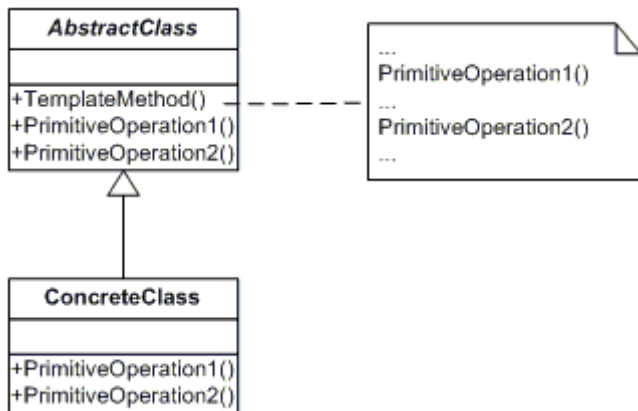 AbstractClass
+TemplateMethod()
+PrimitiveOperation1()
+PrimitiveOperation2()
...
PrimitiveOperation1()
...
PrimitiveOperation2()
...
ConcreteClass
+PrimitiveOperation1()
+PrimitiveOperation2()